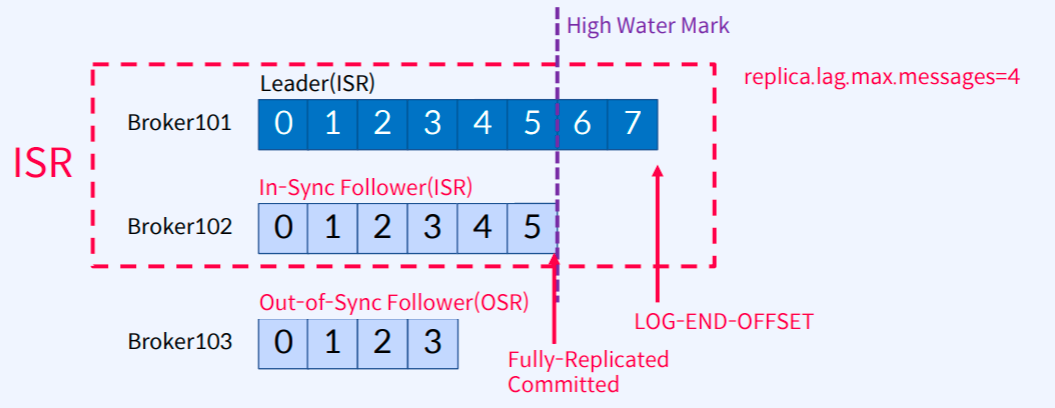 High Water Mark
replica.lag.max.messages=4
Leader(ISR)
Broker101
0 1 2 3 4 5 6 7
ISR
In-Sync Follower(ISR)
Broker102
0 1 2 3 4 5
Out-of-Sync Follower(OSR)
Broker103
0 1 2 3
LOG-END-OFFSET
Fully-Replicated
Committed